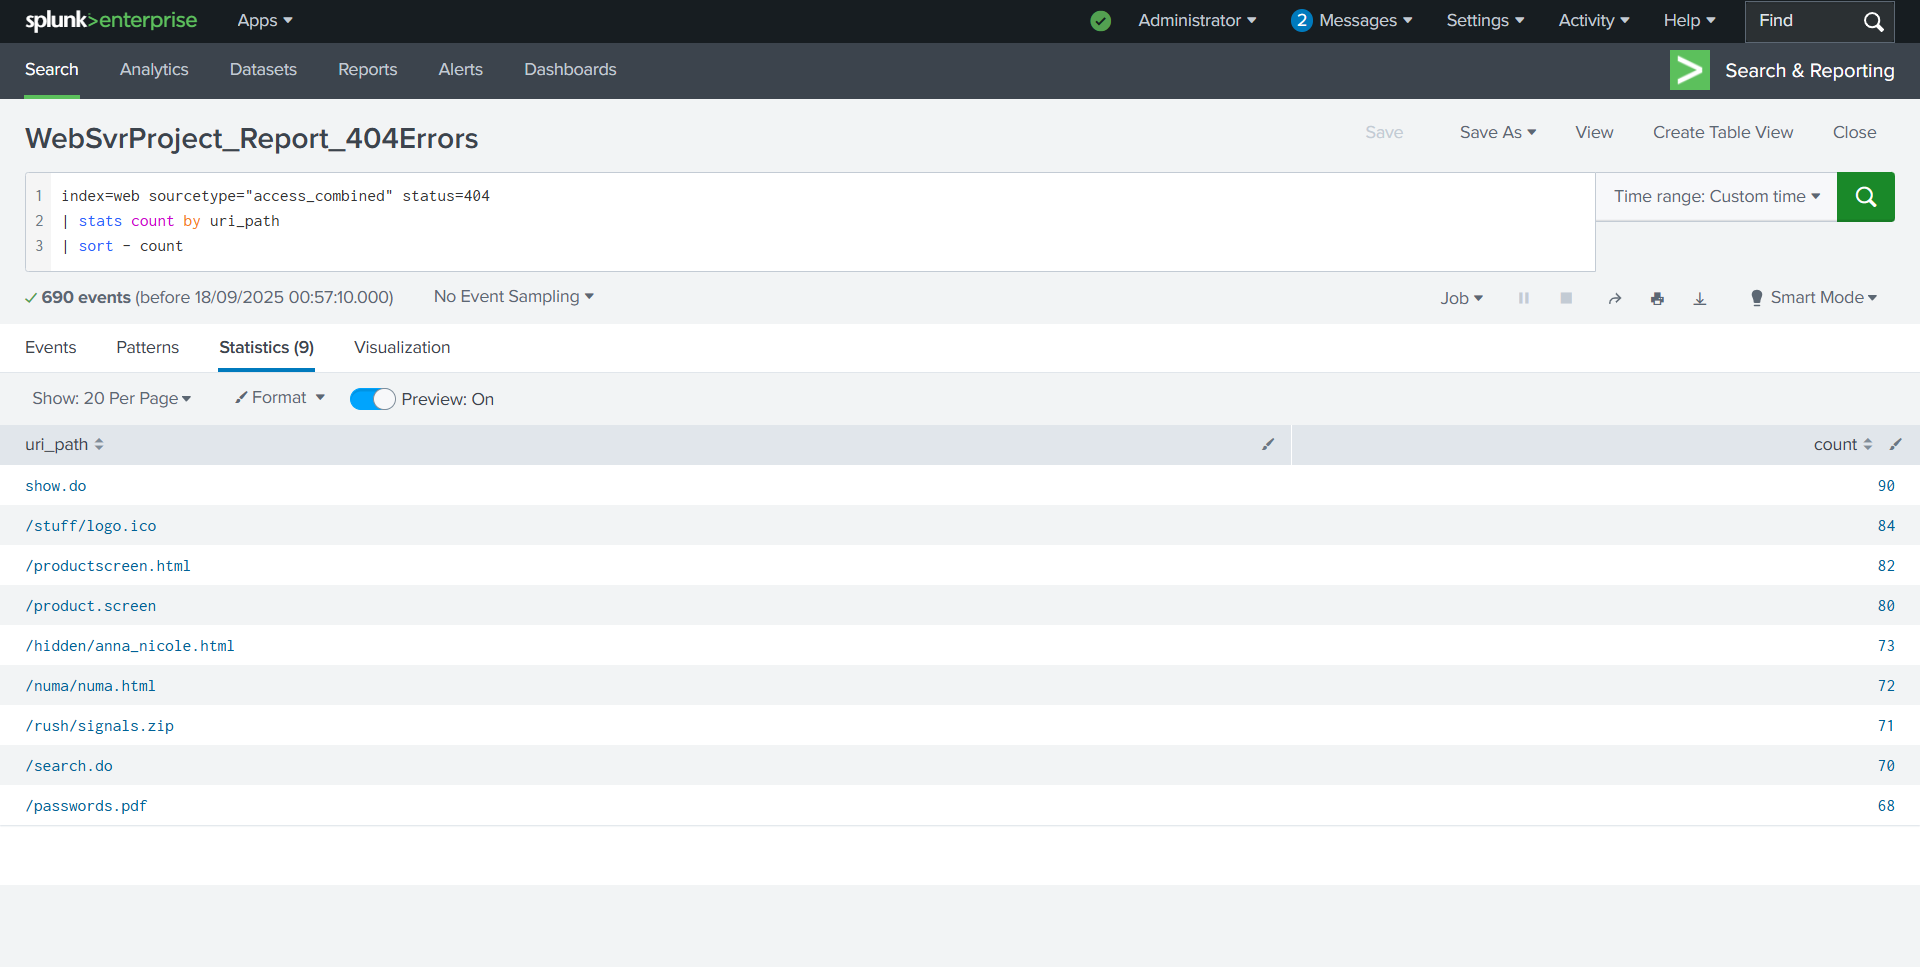 splunk>enterprise Apps Administrator 2 Messages Settings Activity Help Find
Search Analytics Datasets Reports Alerts Dashboards > Search & Reporting
WebSvrProject_Report_404Errors Save Save As View Create Table View Close
1 index=web sourcetype="access_combined" status=404 Time range: Custom time
2 | stats count by uri_path
3 | sort - count
690 events (before 18/09/2025 00:57:10.000) No Event Sampling Job Smart Mode
Events Patterns Statistics (9) Visualization
Show: 20 Per Page Format Preview: On
uri_path count
show.do 90
/stuff/logo.ico 84
/productscreen.html 82
/product.screen 80
/hidden/anna_nicole.html 73
/numa/numa.html 72
/rush/signals.zip 71
/search.do 70
/passwords.pdf 68